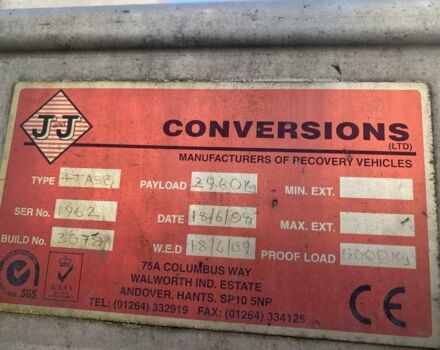 J and J
CONVERSIONS
(LTD)
MANUFACTURERS OF RECOVERY VEHICLES
TYPE PAYLOAD 2960Kg MIN. EXT.
SER No. 1962 DATE 18/6/08 MAX. EXT.
BUILD No. W.E.D 18/6/09 PROOF LOAD 5000Kg
75A COLUMBUS WAY
WALWORTH IND. ESTATE
ANDOVER, HANTS. SP10 5NP
TEL: (01264) 332919 FAX: (01264) 334125
SGS
UKAS
CE